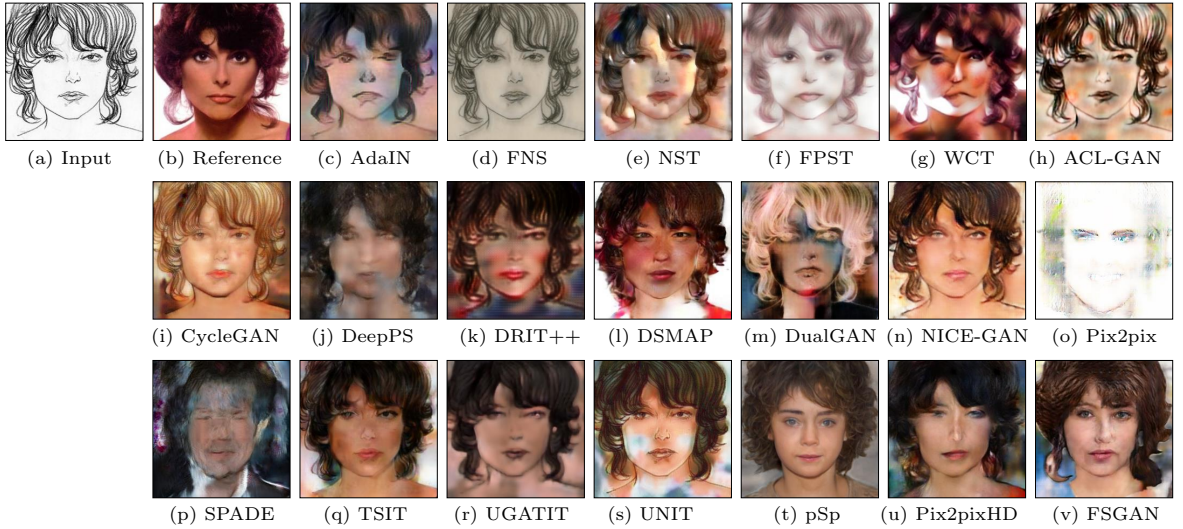 (a) Input (b) Reference (c) AdaIN (d) FNS (e) NST (f) FPST (g) WCT (h) ACL-GAN
(i) CycleGAN (j) DeepPS (k) DRIT++ (l) DSMAP (m) DualGAN (n) NICE-GAN (o) Pix2pix
(p) SPADE (q) TSIT (r) UGATIT (s) UNIT (t) pSp (u) Pix2pixHD (v) FSGAN